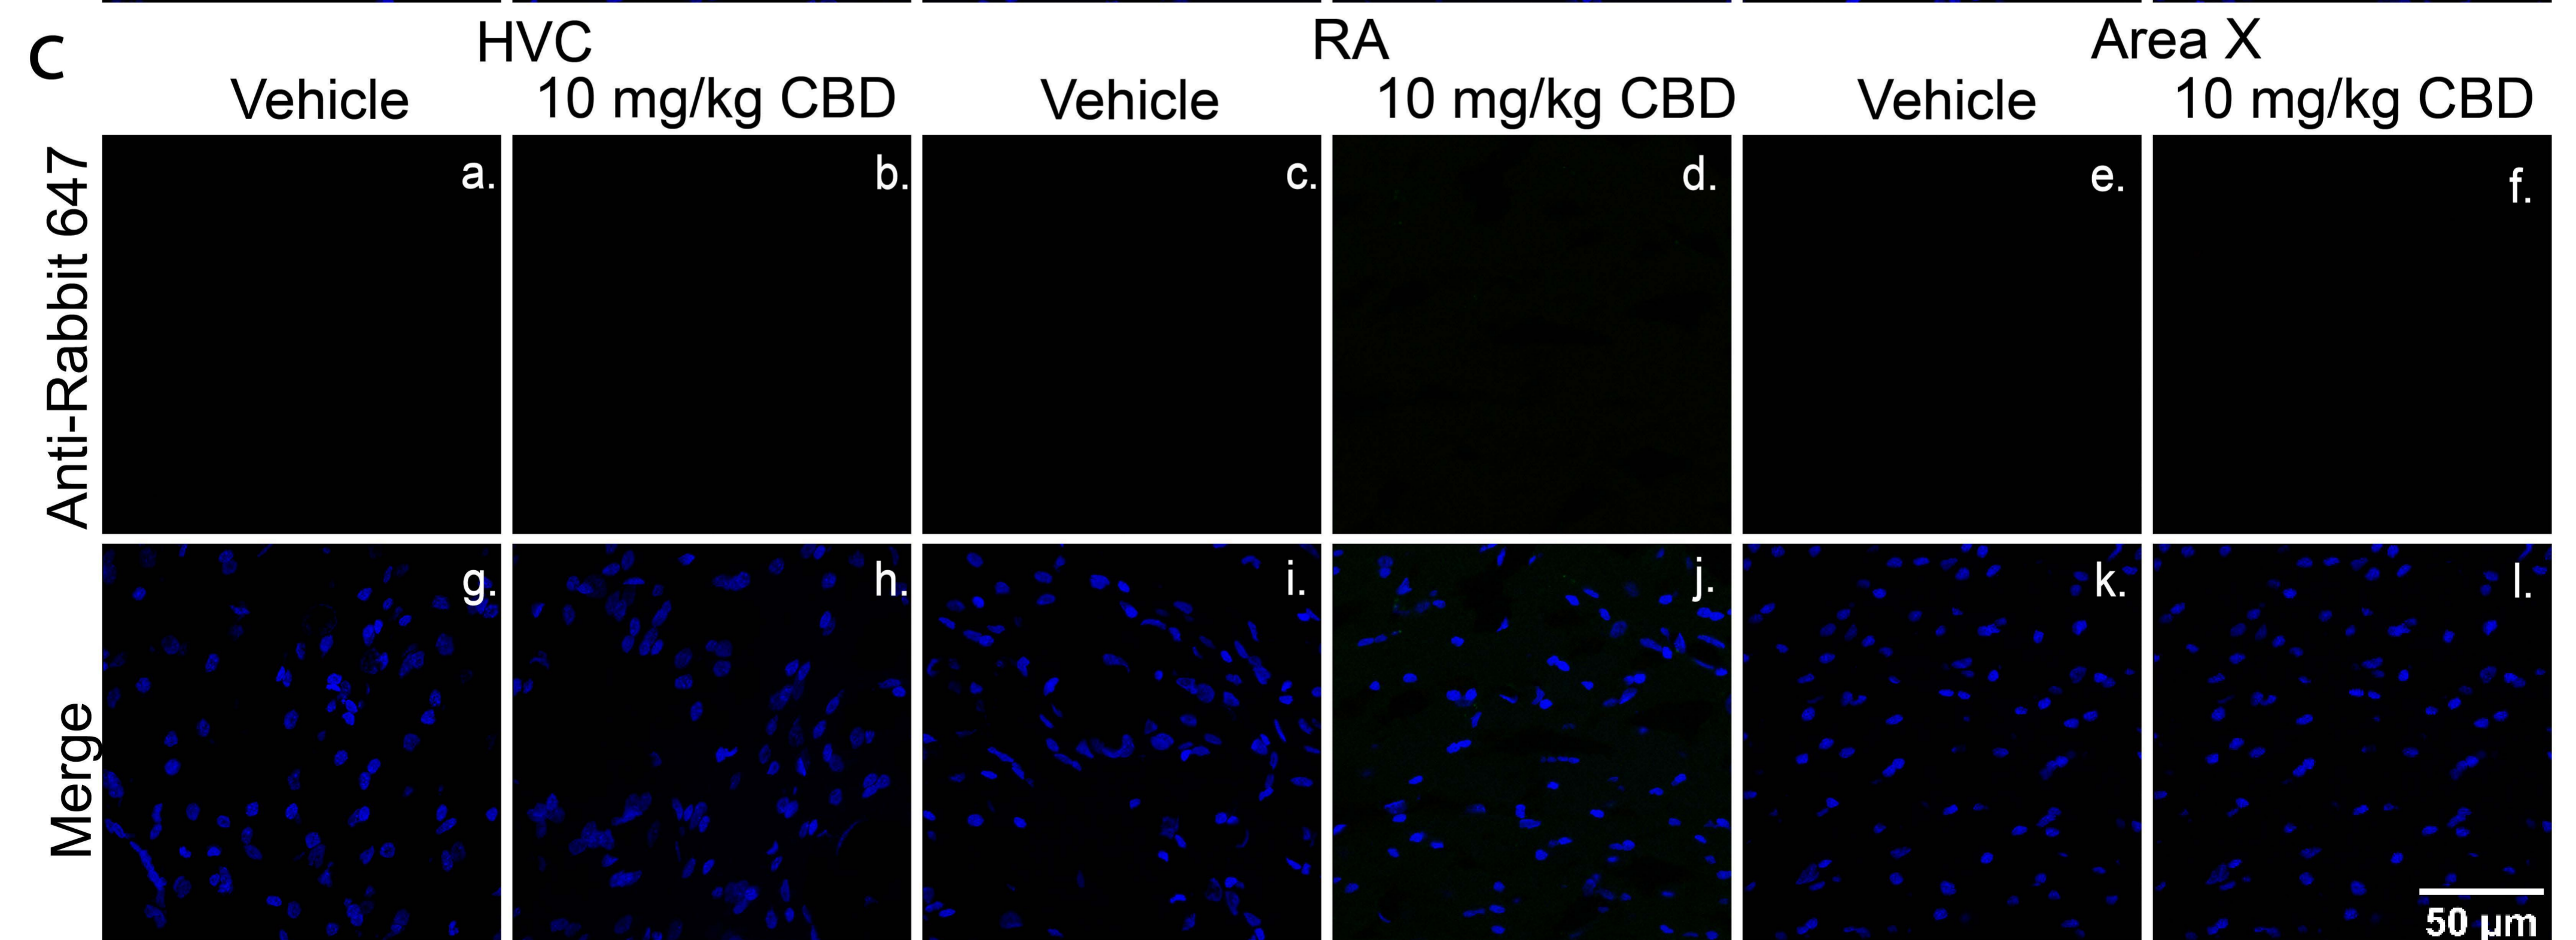 C
HVC RA Area X
Vehicle 10 mg/kg CBD Vehicle 10 mg/kg CBD Vehicle 10 mg/kg CBD
Anti-Rabbit 647
a. b. c. d. e. f.
Merge
g. h. i. j. k. l.
50 µm